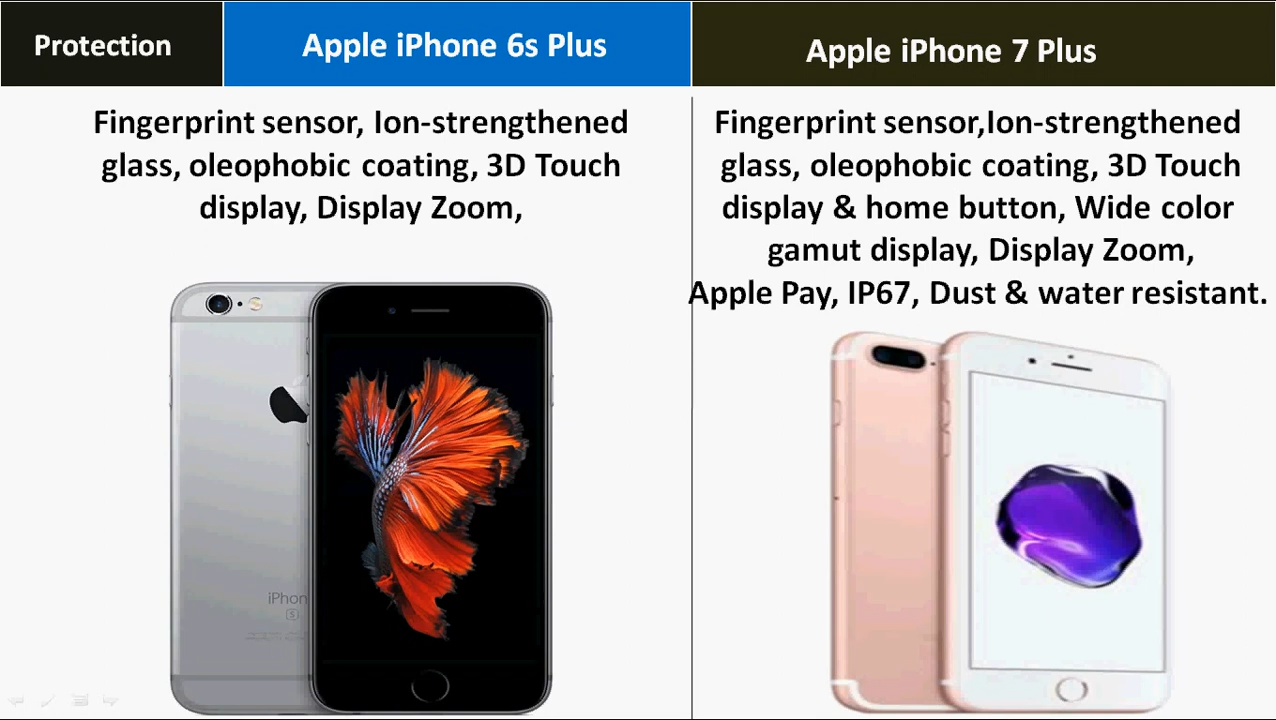 Protection
Apple iPhone 6s Plus
Apple iPhone 7 Plus
Fingerprint sensor, Ion-strengthened
glass, oleophobic coating, 3D Touch
display, Display Zoom,
Fingerprint sensor,Ion-strengthened
glass, oleophobic coating, 3D Touch
display & home button, Wide color
gamut display, Display Zoom,
Apple Pay, IP67, Dust & water resistant.
iPhon
S